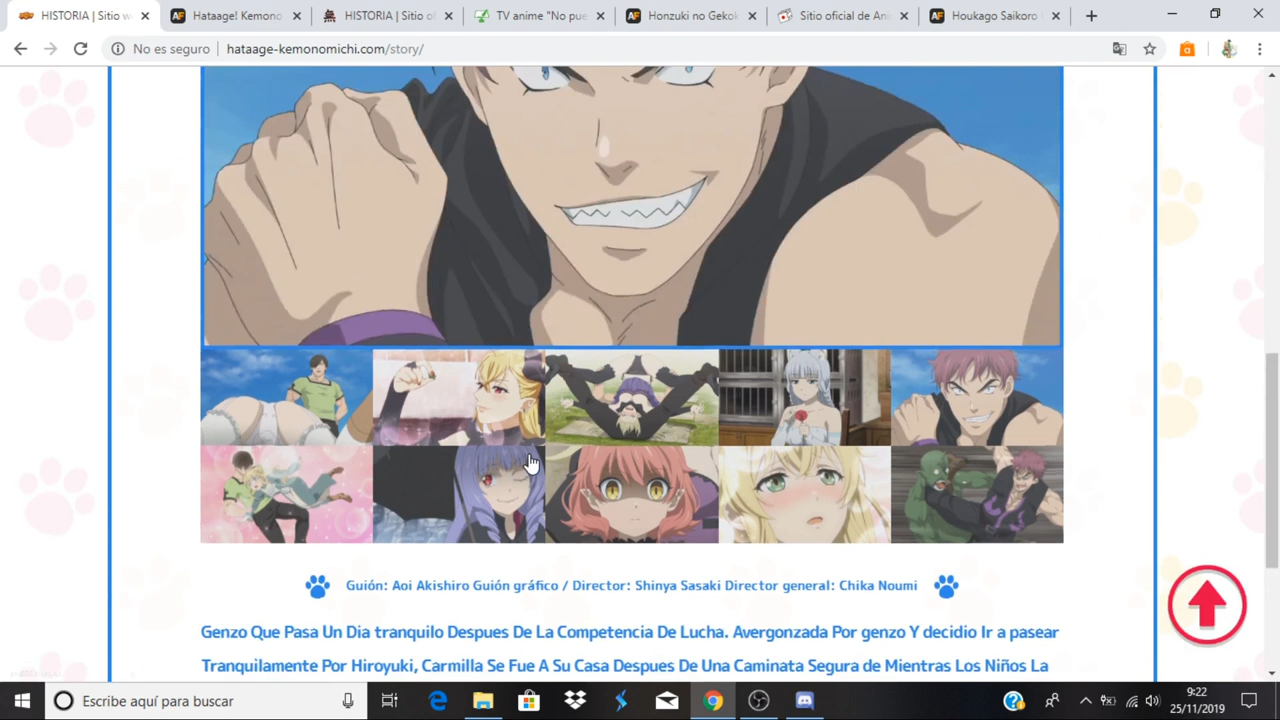 HISTORIA | Sitio w
Hataage! Kemono
HISTORIA | Sitio of
TV anime "No pue
Honzuki no Gekok
Sitio oficial de Ani
Houkago Saikoro
No es seguro
hataage-kemonomichi.com/story/
Guión: Aoi Akishiro Guión gráfico / Director: Shinya Sasaki Director general: Chika Noumi
Genzo Que Pasa Un Dia tranquilo Despues De La Competencia De Lucha. Avergonzada Por genzo Y decidio Ir a pasear
Tranquilamente Por Hiroyuki, Carmilla Se Fue A Su Casa Despues De Una Caminata Segura de Mientras Los Niños La
Escribe aquí para buscar
9:22
25/11/2019